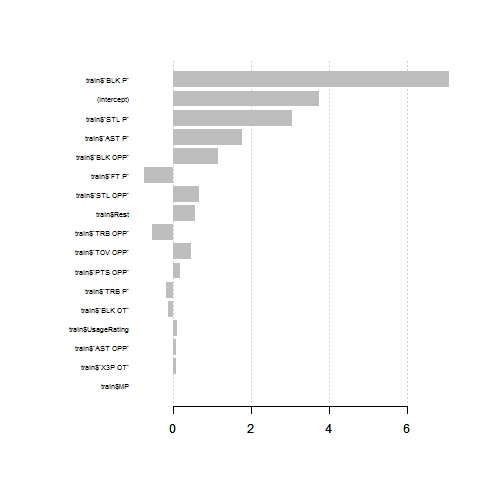 train$`BLK P`
(Intercept)
train$`STL P`
train$`AST P`
train$`BLK OPP`
train$`FT P`
train$`STL OPP`
train$Rest
train$`TRB OPP`
train$`TOV OPP`
train$`PTS OPP`
train$`TRB P`
train$`BLK OT`
train$UsageRating
train$`AST OPP`
train$`X3P OT`
train$MP
0 2 4 6